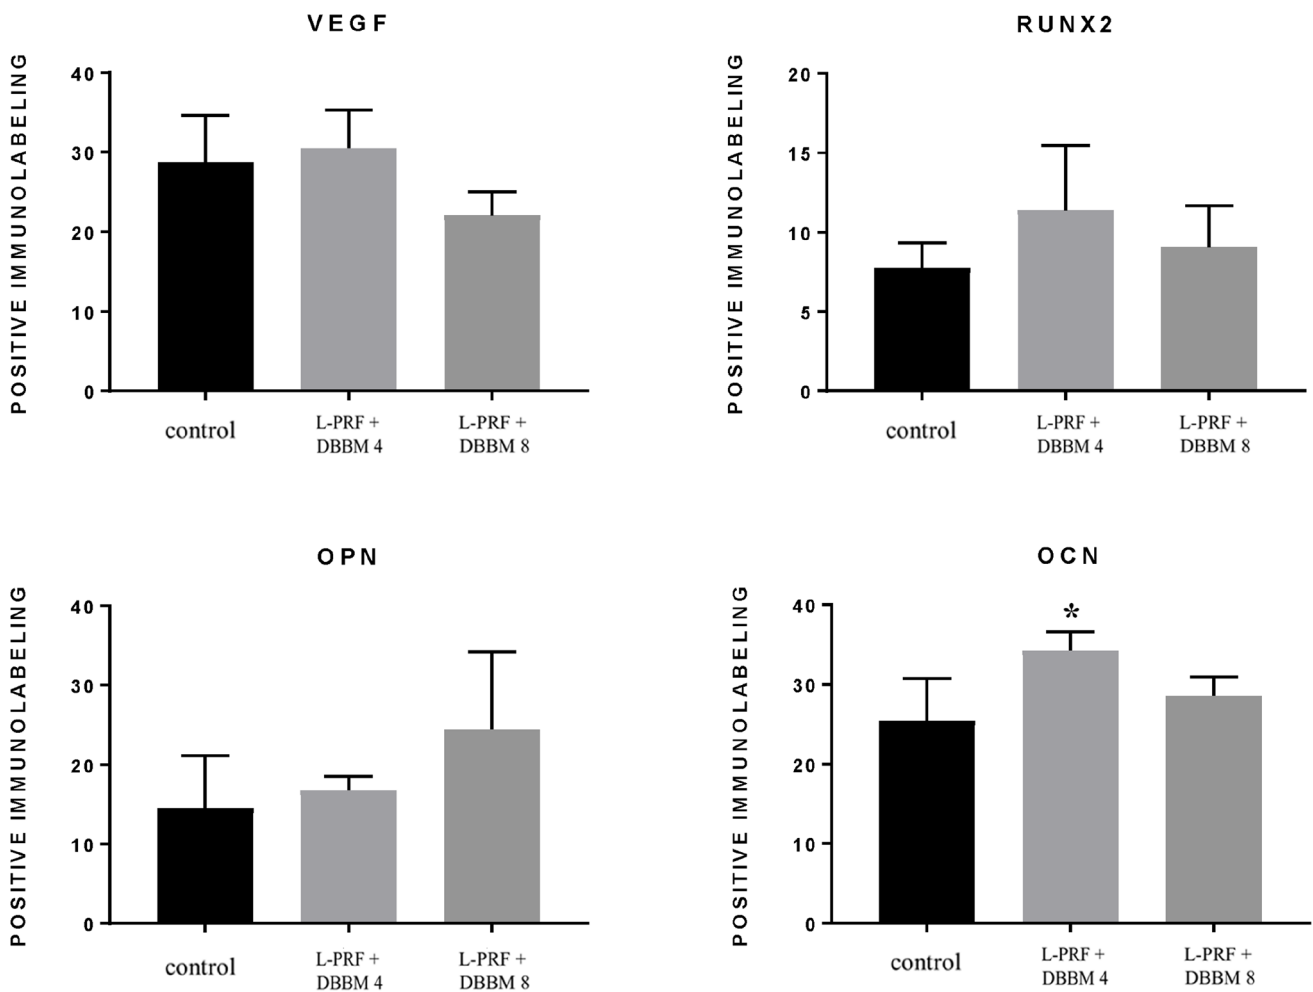 VEGF
POSITIVE IMMUNOLABELING
40
30
20
10
0
control
L-PRF +
DBBM 4
L-PRF +
DBBM 8
RUNX2
POSITIVE IMMUNOLABELING
20
15
10
5
0
control
L-PRF +
DBBM 4
L-PRF +
DBBM 8
OPN
POSITIVE IMMUNOLABELING
40
30
20
10
0
control
L-PRF +
DBBM 4
L-PRF +
DBBM 8
OCN
POSITIVE IMMUNOLABELING
40
30
20
10
0
*
control
L-PRF +
DBBM 4
L-PRF +
DBBM 8